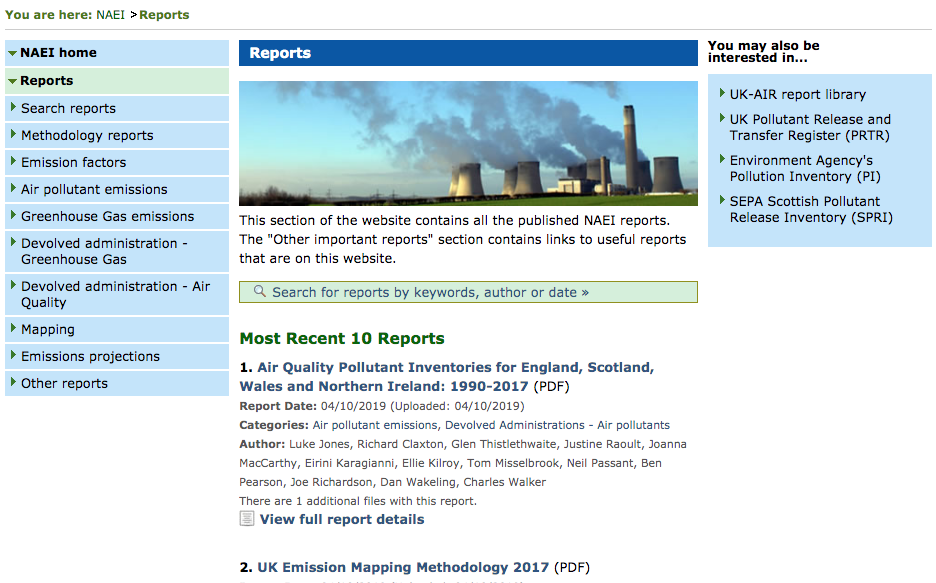 You are here: NAEI > Reports
NAEI home
Reports
Search reports
Methodology reports
Emission factors
Air pollutant emissions
Greenhouse Gas emissions
Devolved administration -
Greenhouse Gas
Devolved administration - Air
Quality
Mapping
Emissions projections
Other reports
Reports
This section of the website contains all the published NAEI reports.
The "Other important reports" section contains links to useful reports
that are on this website.
Search for reports by keywords, author or date »
Most Recent 10 Reports
1. Air Quality Pollutant Inventories for England, Scotland,
Wales and Northern Ireland: 1990-2017 (PDF)
Report Date: 04/10/2019 (Uploaded: 04/10/2019)
Categories: Air pollutant emissions, Devolved Administrations - Air pollutants
Author: Luke Jones, Richard Claxton, Glen Thistlethwaite, Justine Raoult, Joanna
MacCarthy, Eirini Karagianni, Ellie Kilroy, Tom Misselbrook, Neil Passant, Ben
Pearson, Joe Richardson, Dan Wakeling, Charles Walker
There are 1 additional files with this report.
View full report details
2. UK Emission Mapping Methodology 2017 (PDF)
You may also be
interested in...
UK-AIR report library
UK Pollutant Release and
Transfer Register (PRTR)
Environment Agency's
Pollution Inventory (PI)
SEPA Scottish Pollutant
Release Inventory (SPRI)